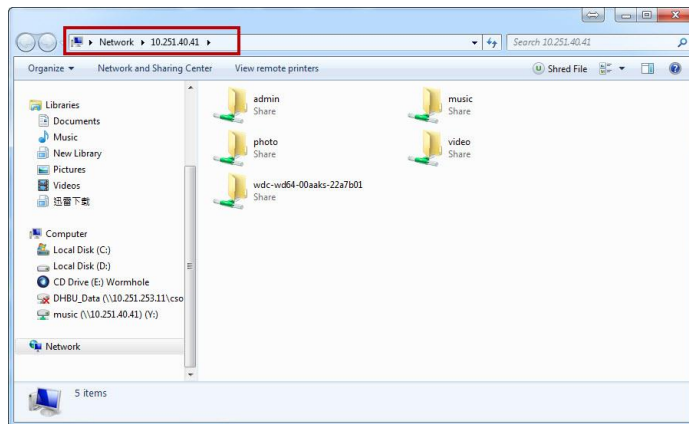 Network ▸ 10.251.40.41 ▸
Search 10.251.40.41
Organize ▾ Network and Sharing Center View remote printers Shred File
Libraries
Documents
Music
New Library
Pictures
Videos
迅雷下载
Computer
Local Disk (C:)
Local Disk (D:)
CD Drive (E:) Wormhole
DHBU_Data (\\10.251.253.11\cso
music (\\10.251.40.41) (Y:)
Network
admin
Share
music
Share
photo
Share
video
Share
wdc-wd64-00aaks-22a7b01
Share
5 items